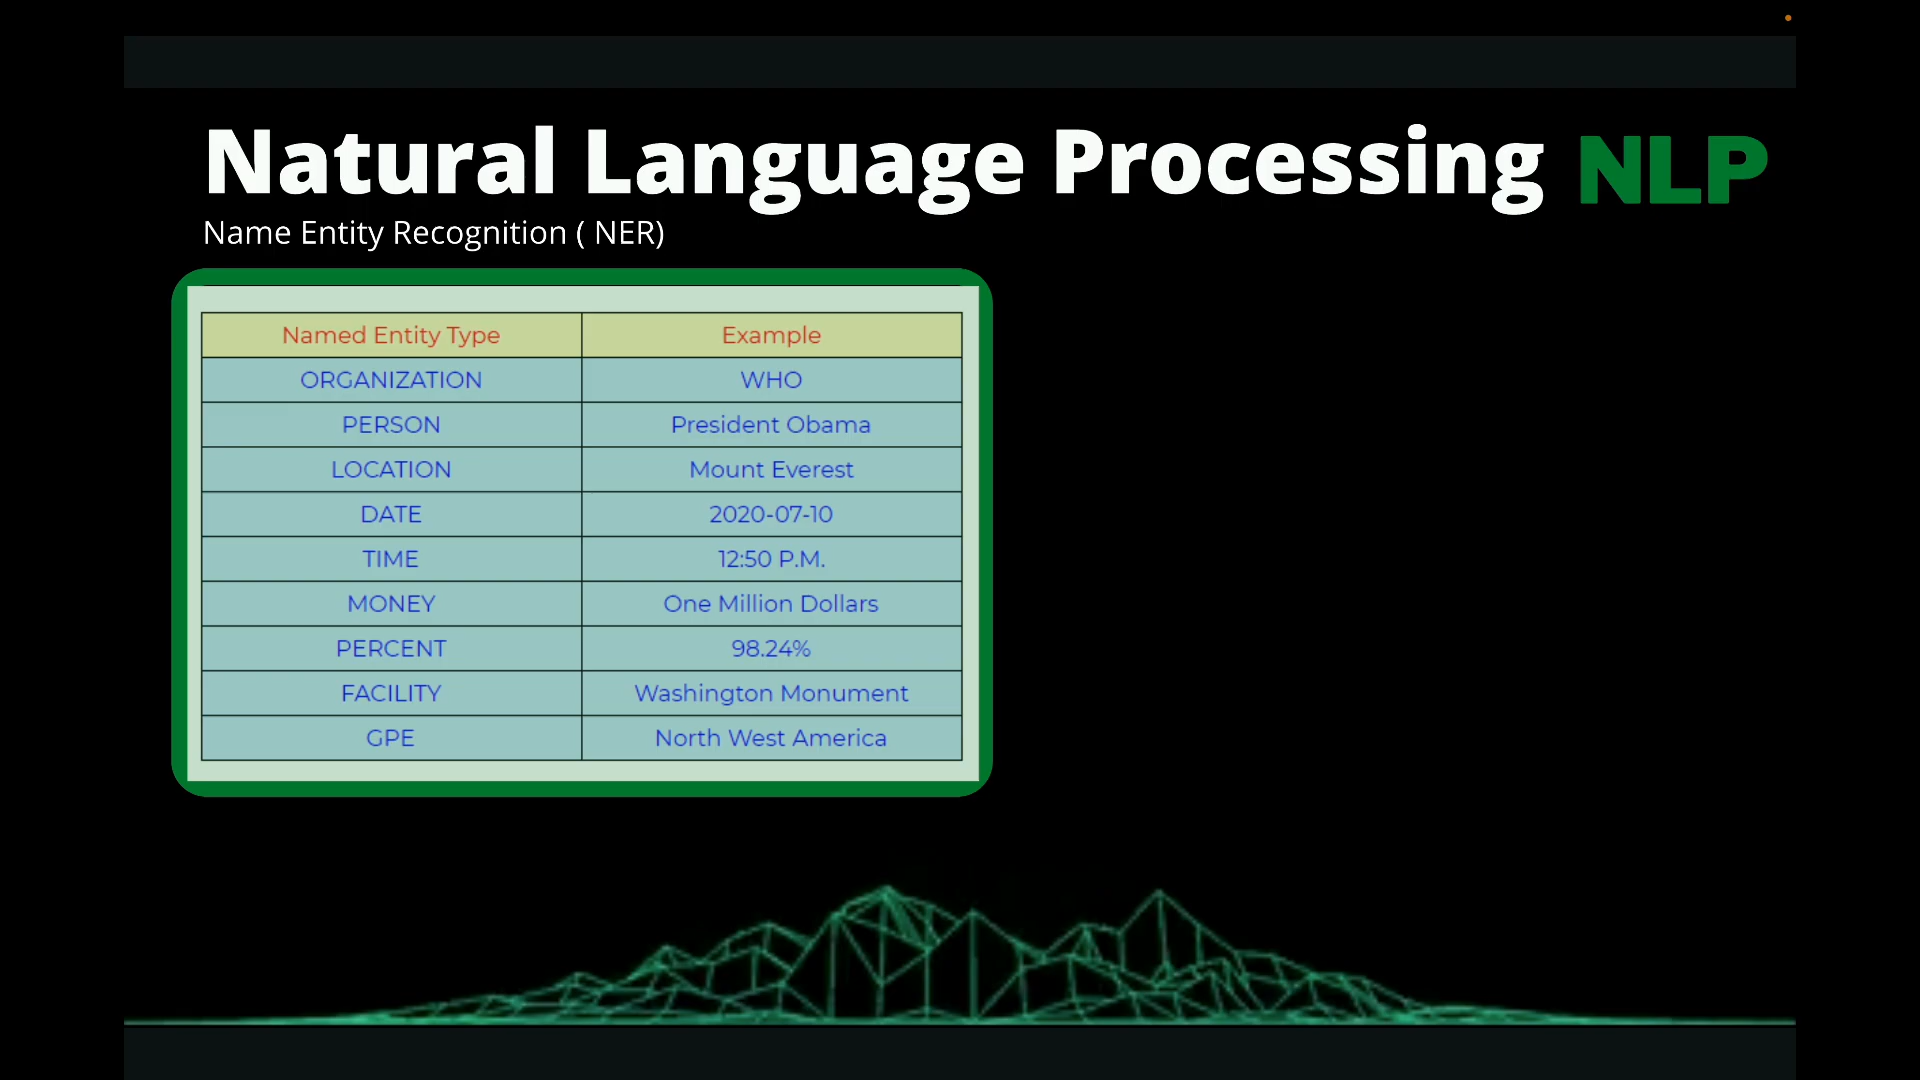 Natural Language Processing NLP
Name Entity Recognition ( NER)
Named Entity Type Example
ORGANIZATION WHO
PERSON President Obama
LOCATION Mount Everest
DATE 2020-07-10
TIME 12:50 P.M.
MONEY One Million Dollars
PERCENT 98.24%
FACILITY Washington Monument
GPE North West America